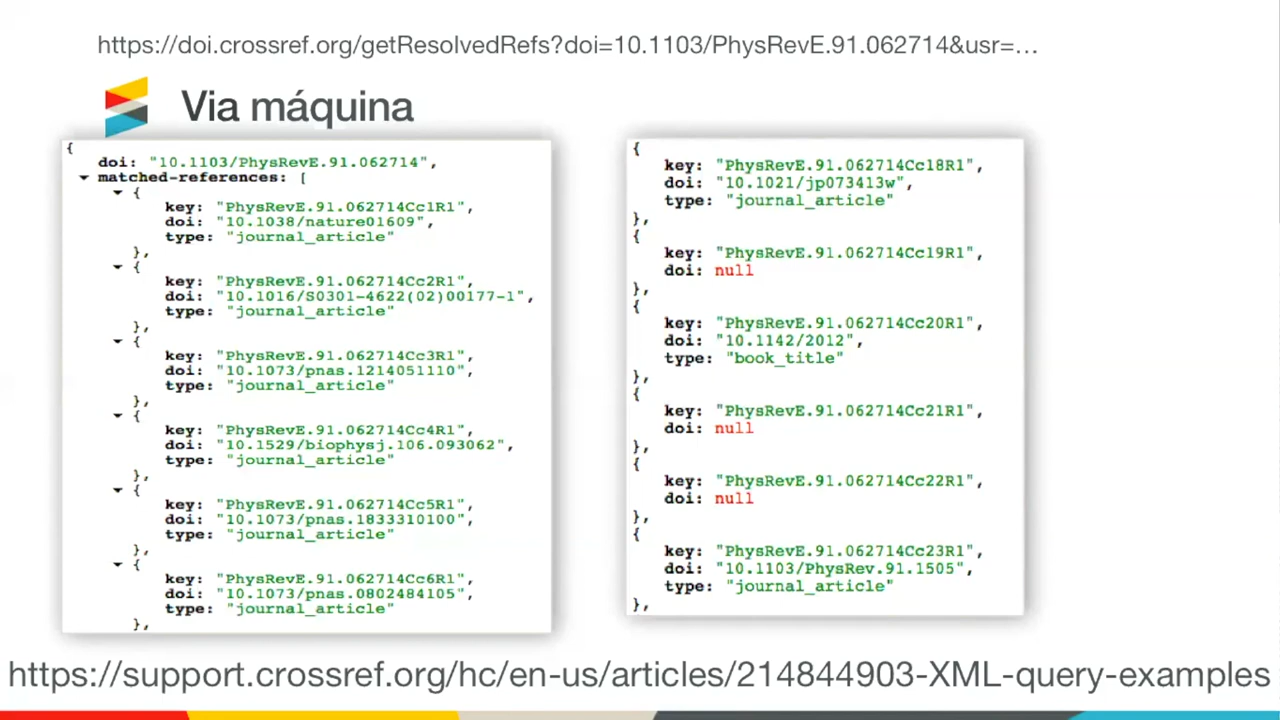 https://doi.crossref.org/getResolvedRefs?doi=10.1103/PhysRevE.91.062714&usr=…
Via máquina
{
doi: "10.1103/PhysRevE.91.062714",
matched-references: [
{
key: "PhysRevE.91.062714Cc1R1",
doi: "10.1038/nature01609",
type: "journal_article"
},
{
key: "PhysRevE.91.062714Cc2R1",
doi: "10.1016/S0301-4622(02)00177-1",
type: "journal_article"
},
{
key: "PhysRevE.91.062714Cc3R1",
doi: "10.1073/pnas.1214051110",
type: "journal_article"
},
{
key: "PhysRevE.91.062714Cc4R1",
doi: "10.1529/biophysj.106.093062",
type: "journal_article"
},
{
key: "PhysRevE.91.062714Cc5R1",
doi: "10.1073/pnas.1833310100",
type: "journal_article"
},
{
key: "PhysRevE.91.062714Cc6R1",
doi: "10.1073/pnas.0802484105",
type: "journal_article"
},
{
key: "PhysRevE.91.062714Cc18R1",
doi: "10.1021/jp073413w",
type: "journal_article"
},
{
key: "PhysRevE.91.062714Cc19R1",
doi: null
},
{
key: "PhysRevE.91.062714Cc20R1",
doi: "10.1142/2012",
type: "book_title"
},
{
key: "PhysRevE.91.062714Cc21R1",
doi: null
},
{
key: "PhysRevE.91.062714Cc22R1",
doi: null
},
{
key: "PhysRevE.91.062714Cc23R1",
doi: "10.1103/PhysRev.91.1505",
type: "journal_article"
},
https://support.crossref.org/hc/en-us/articles/214844903-XML-query-examples